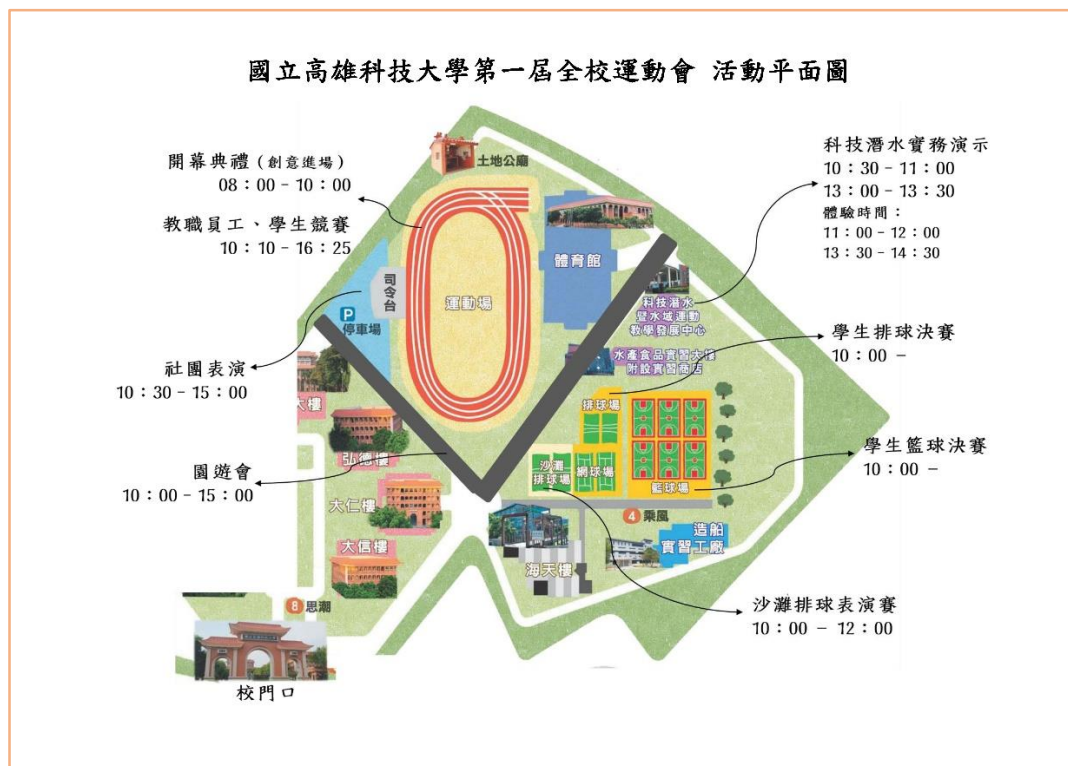 國立高雄科技大學第一屆全校運動會 活動平面圖
開幕典禮(創意進場)
08:00-10:00
教職員工、學生競賽
10:10-16:25
社團表演
10:30-15:00
園遊會
10:00-15:00
科技潛水實務演示
10:30-11:00
13:00-13:30
體驗時間:
11:00-12:00
13:30-14:30
學生排球決賽
10:00-
學生籃球決賽
10:00-
沙灘排球表演賽
10:00-12:00
土地公廟
體育館
司令台
運動場
P
停車場
科技潛水
暨水域運動
教學發展中心
水產食品實習大樓
附設實習商店
排球場
大樓
弘德樓
沙灘
排球場
網球場
籃球場
大仁樓
4 乘風
造船
實習工廠
大信樓
海天樓
8 思潮
校門口